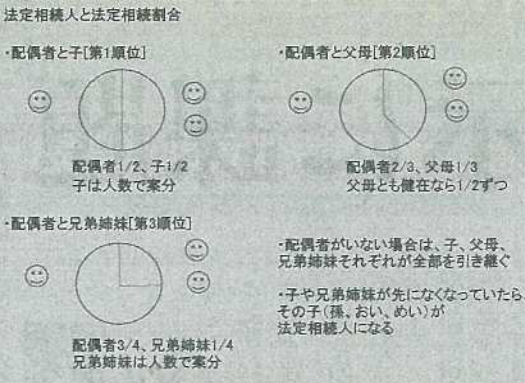 法定相続人と法定相続割合
・配偶者と子[第1順位]
配偶者1/2、子1/2
子は人数で案分
・配偶者と父母[第2順位]
配偶者2/3、父母1/3
父母とも健在なら1/2ずつ
・配偶者と兄弟姉妹[第3順位]
配偶者3/4、兄弟姉妹1/4
兄弟姉妹は人数で案分
・配偶者がいない場合は、子、父母、
兄弟姉妹それぞれが全部を引き継ぐ
・子や兄弟姉妹が先になくなっていたら、
その子(孫、おい、めい)が
法定相続人になる